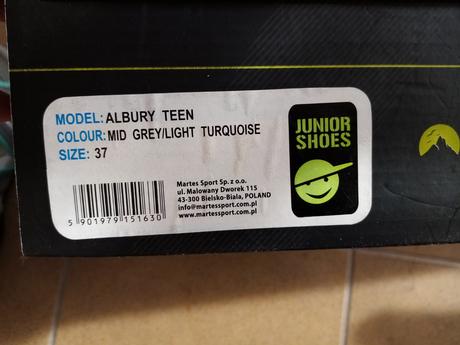 MODEL: ALBURY TEEN
COLOUR: MID GREY/LIGHT TURQUOISE
SIZE: 37
JUNIOR
SHOES
Martes Sport Sp. z o.o.
ul. Malowany Dworek 115
43-300 Bielsko-Biała, POLAND
info@martessport.com.pl
www.martessport.com.pl
5 901979 151630